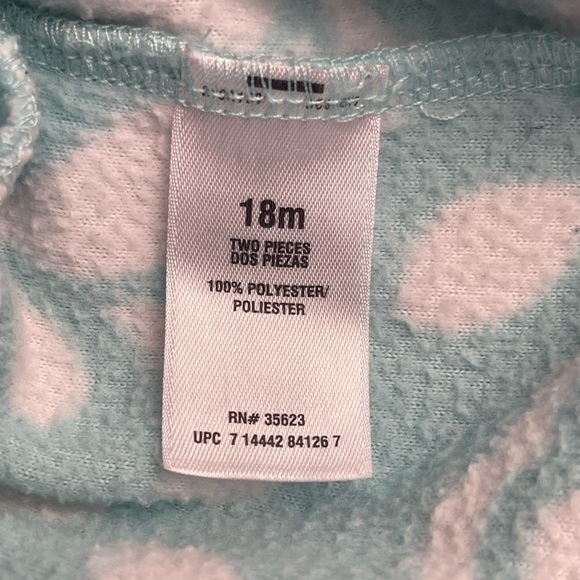 18m
TWO PIECES
DOS PIEZAS
100% POLYESTER/
POLIESTER
RN# 35623
UPC 7 14442 84126 7